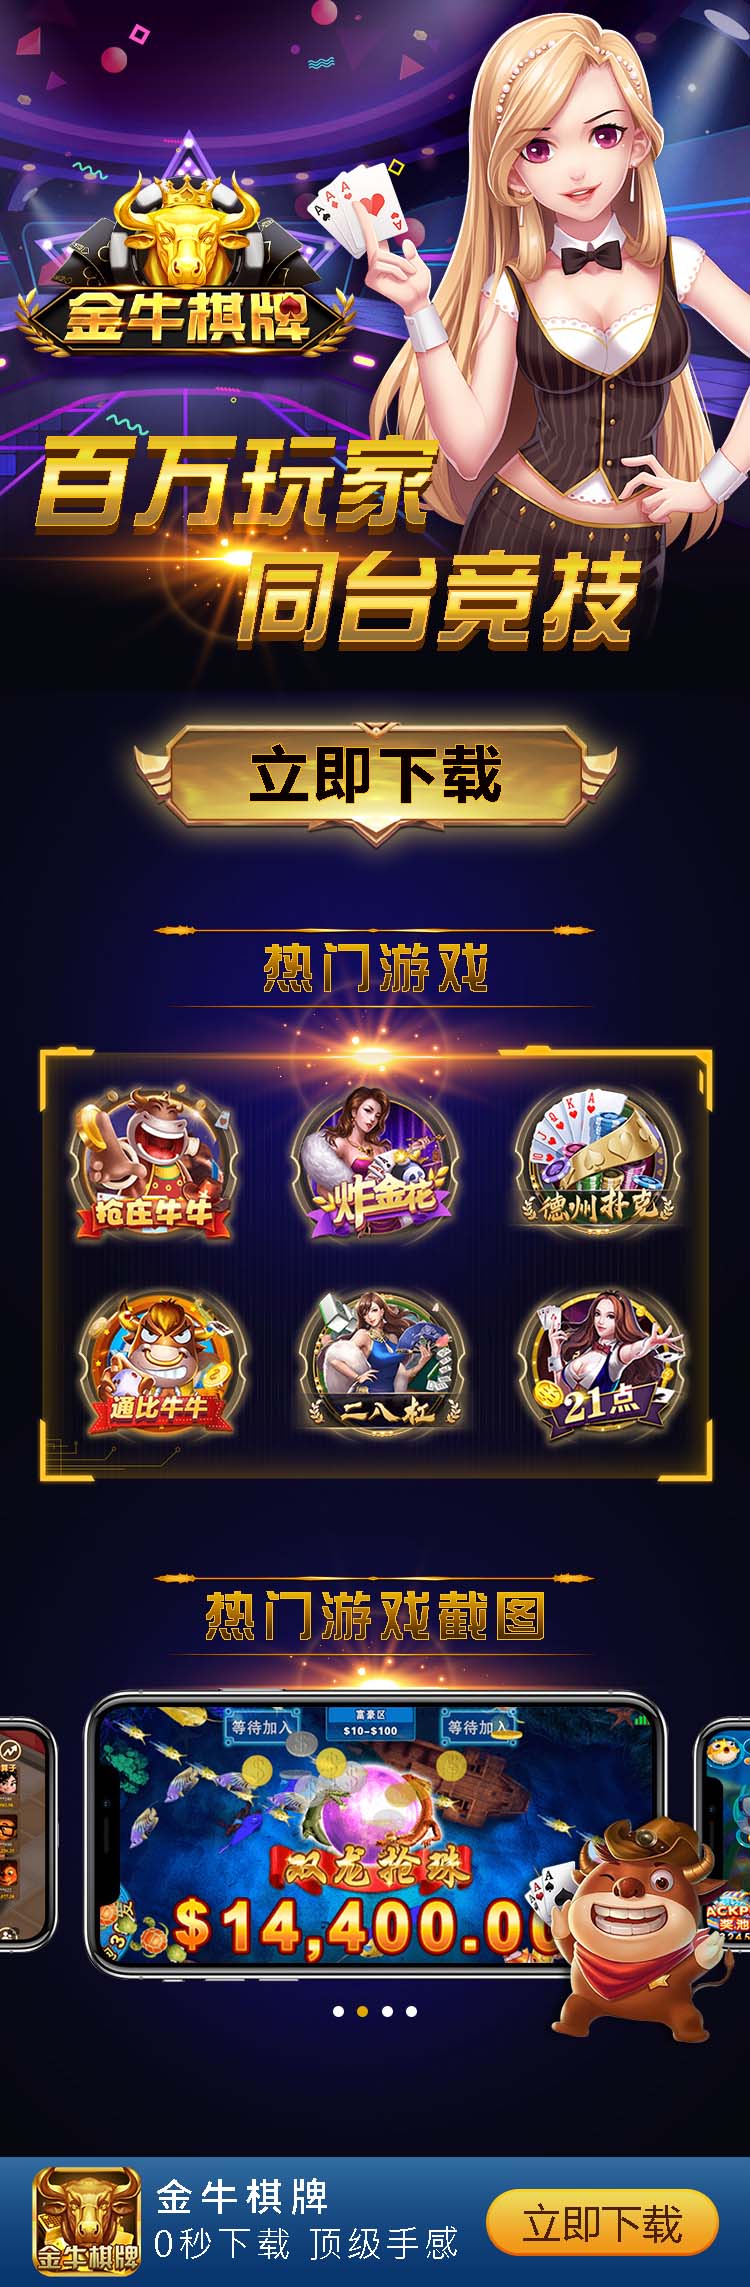 金牛棋牌
百万玩家
同台竞技
立即下载
热门游戏
抢庄牛牛
炸金花
德州扑克
通比牛牛
二八杠
21点
热门游戏截图
等待加入
富豪区
$10-$100
等待加入
双龙抢珠
$14,400.00
奖池
金牛棋牌
金牛棋牌
0秒下载 顶级手感
立即下载